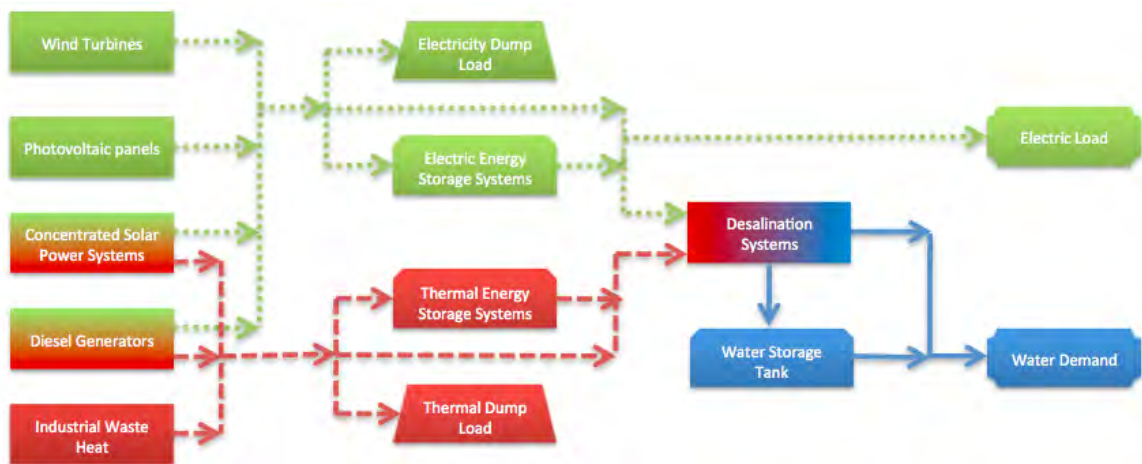 Wind Turbines
Electricity Dump
Load
Photovoltaic panels
Electric Energy
Storage Systems
Electric Load
Concentrated Solar
Power Systems
Desalination
Systems
Thermal Energy
Storage Systems
Diesel Generators
Water Storage
Tank
Water Demand
Industrial Waste
Heat
Thermal Dump
Load